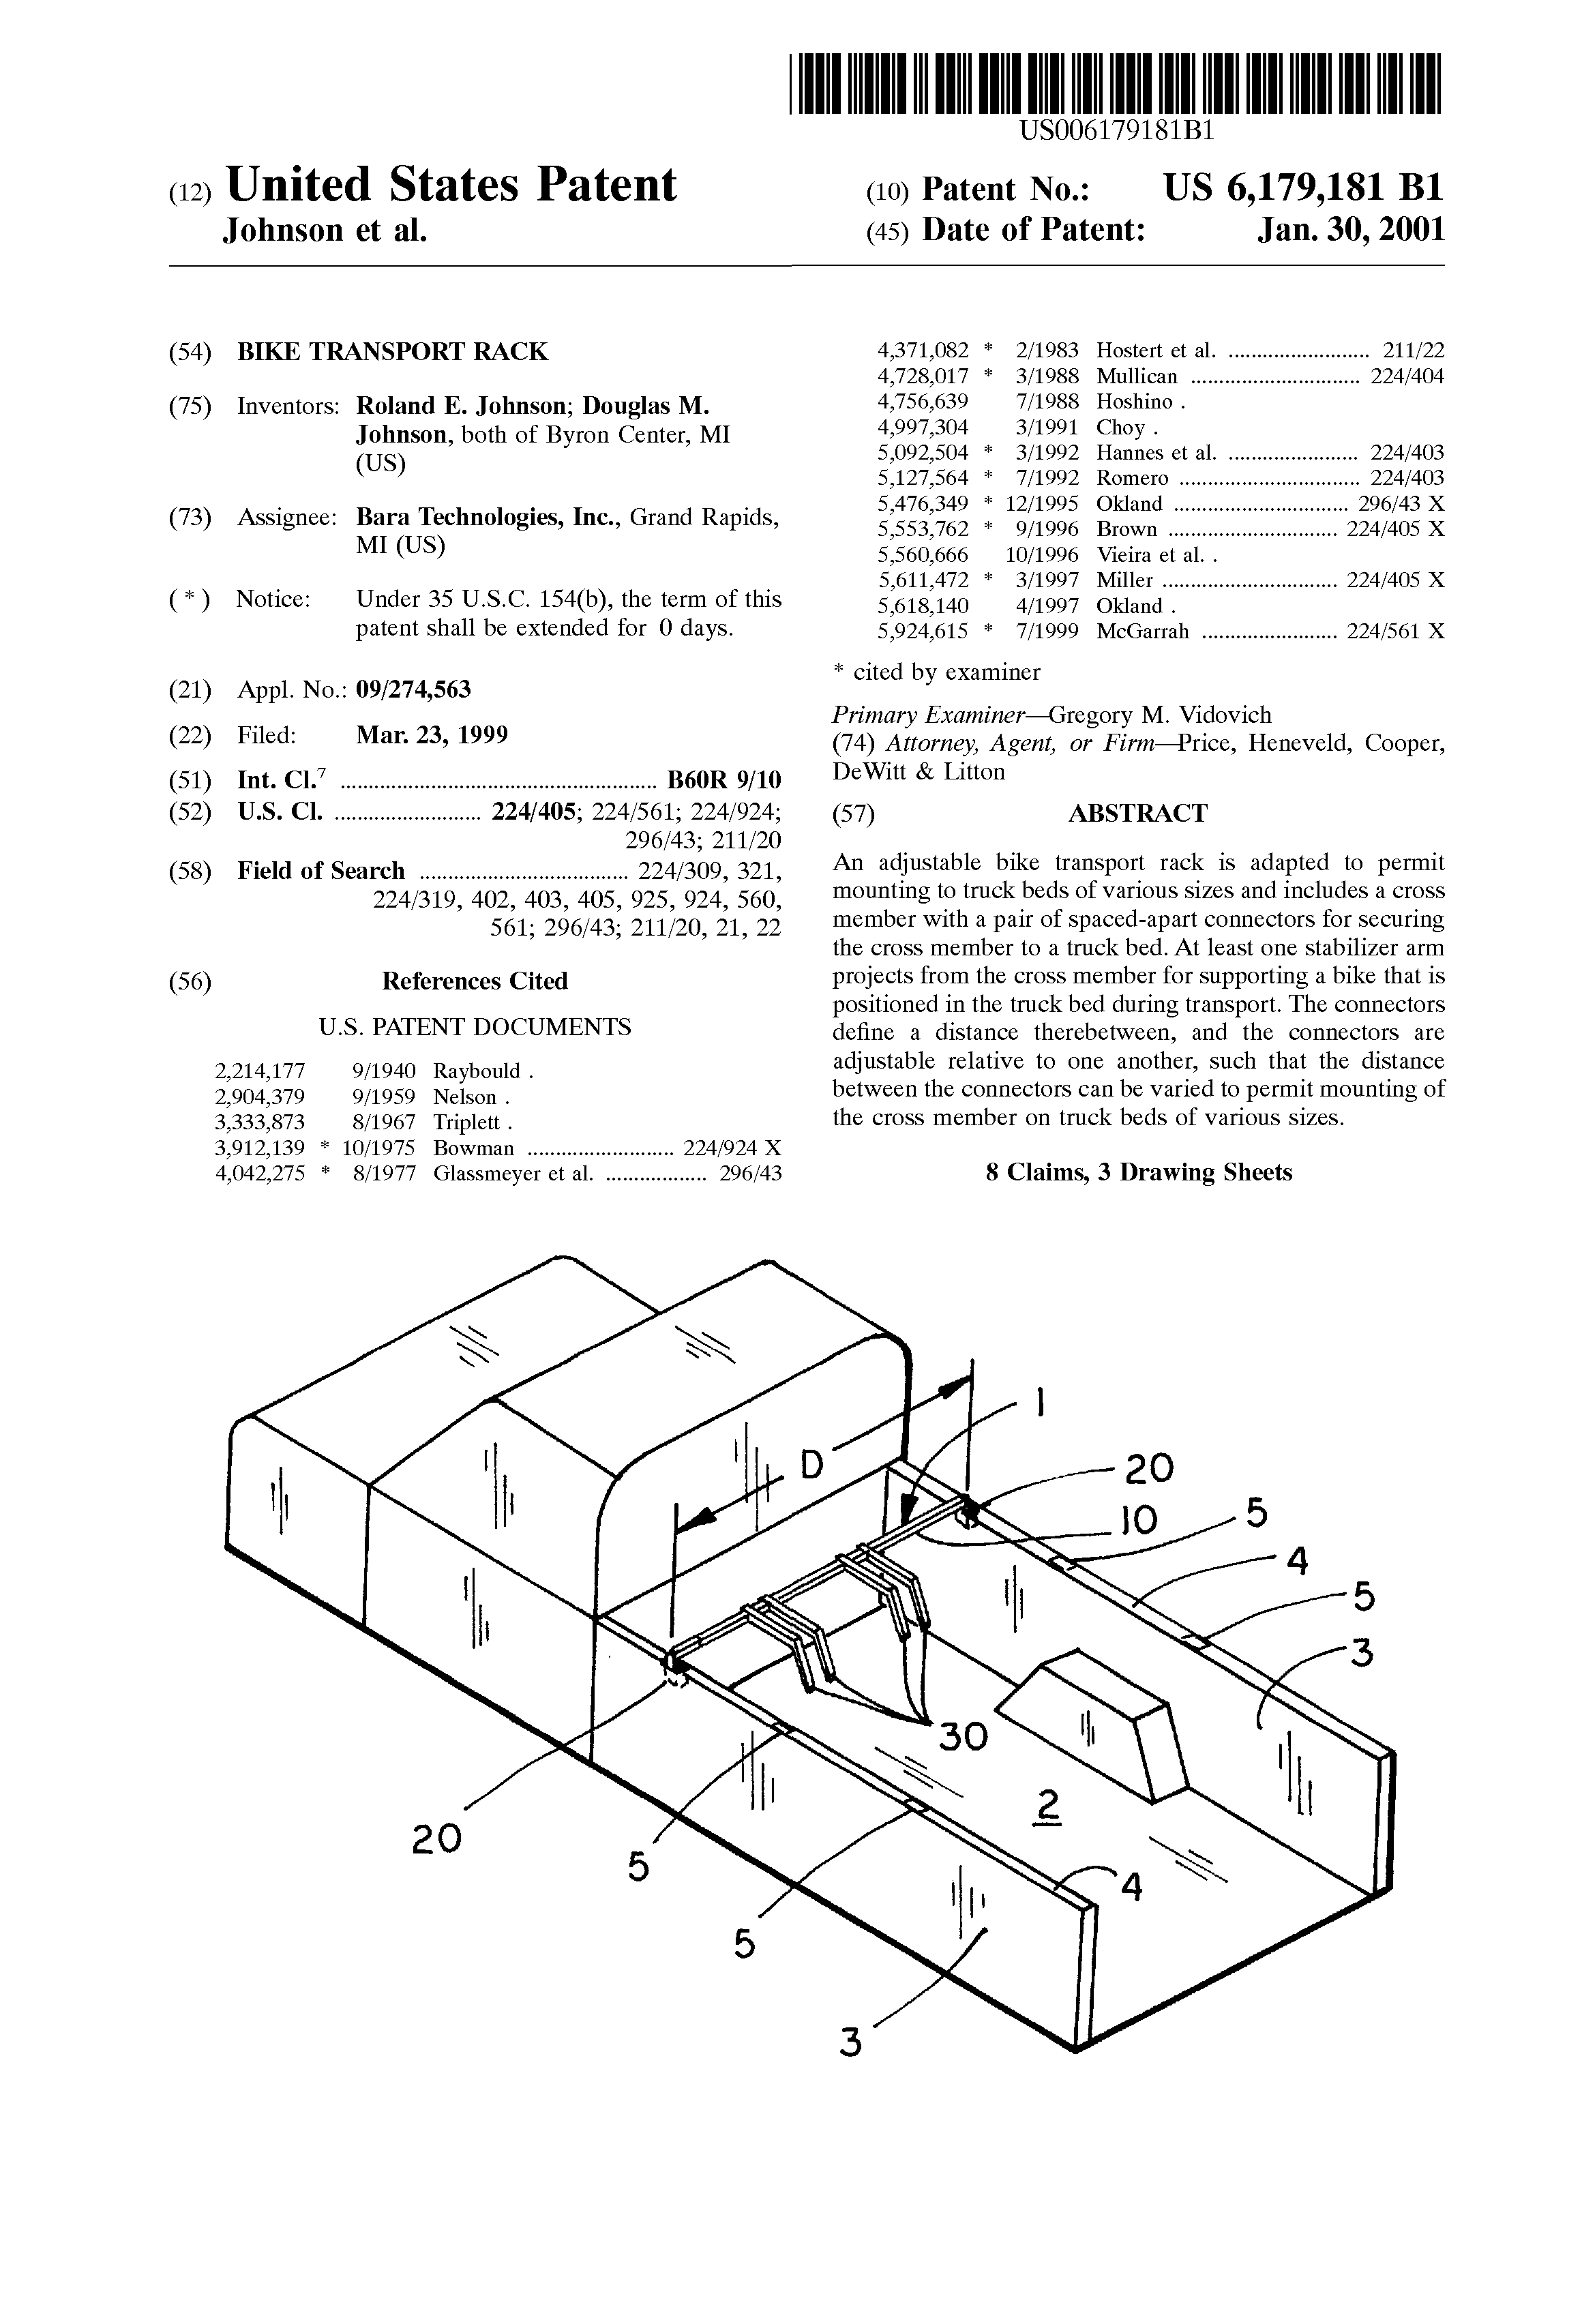 US006179181B1
(12) United States Patent
Johnson et al.
(10) Patent No.: US 6,179,181 B1
(45) Date of Patent: Jan. 30, 2001
(54) BIKE TRANSPORT RACK
(75) Inventors: Roland E. Johnson; Douglas M.
Johnson, both of Byron Center, MI
(US)
(73) Assignee: Bara Technologies, Inc., Grand Rapids,
MI (US)
( * ) Notice: Under 35 U.S.C. 154(b), the term of this
patent shall be extended for 0 days.
(21) Appl. No.: 09/274,563
(22) Filed: Mar. 23, 1999
(51) Int. Cl.7 ..................................................... B60R 9/10
(52) U.S. Cl. ......................... 224/405; 224/561; 224/924;
296/43; 211/20
(58) Field of Search ................................... 224/309, 321,
224/319, 402, 403, 405, 925, 924, 560,
561; 296/43; 211/20, 21, 22
(56) References Cited
U.S. PATENT DOCUMENTS
2,214,177 9/1940 Raybould .
2,904,379 9/1959 Nelson .
3,333,873 8/1967 Triplett .
3,912,139 * 10/1975 Bowman ......................... 224/924 X
4,042,275 * 8/1977 Glassmeyer et al. .................. 296/43
4,371,082 * 2/1983 Hostert et al. ........................ 211/22
4,728,017 * 3/1988 Mullican ............................. 224/404
4,756,639 7/1988 Hoshino .
4,997,304 3/1991 Choy .
5,092,504 * 3/1992 Hannes et al. ...................... 224/403
5,127,564 * 7/1992 Romero ............................... 224/403
5,476,349 * 12/1995 Okland .............................. 296/43 X
5,553,762 * 9/1996 Brown ............................. 224/405 X
5,560,666 10/1996 Vieira et al. .
5,611,472 * 3/1997 Miller .............................. 224/405 X
5,618,140 4/1997 Okland .
5,924,615 * 7/1999 McGarrah ....................... 224/561 X
* cited by examiner
Primary Examiner—Gregory M. Vidovich
(74) Attorney, Agent, or Firm—Price, Heneveld, Cooper,
DeWitt & Litton
(57) ABSTRACT
An adjustable bike transport rack is adapted to permit
mounting to truck beds of various sizes and includes a cross
member with a pair of spaced-apart connectors for securing
the cross member to a truck bed. At least one stabilizer arm
projects from the cross member for supporting a bike that is
positioned in the truck bed during transport. The connectors
define a distance therebetween, and the connectors are
adjustable relative to one another, such that the distance
between the connectors can be varied to permit mounting of
the cross member on truck beds of various sizes.
8 Claims, 3 Drawing Sheets
1
D
20
10
5
4
5
3
30
2
20
5
4
5
3